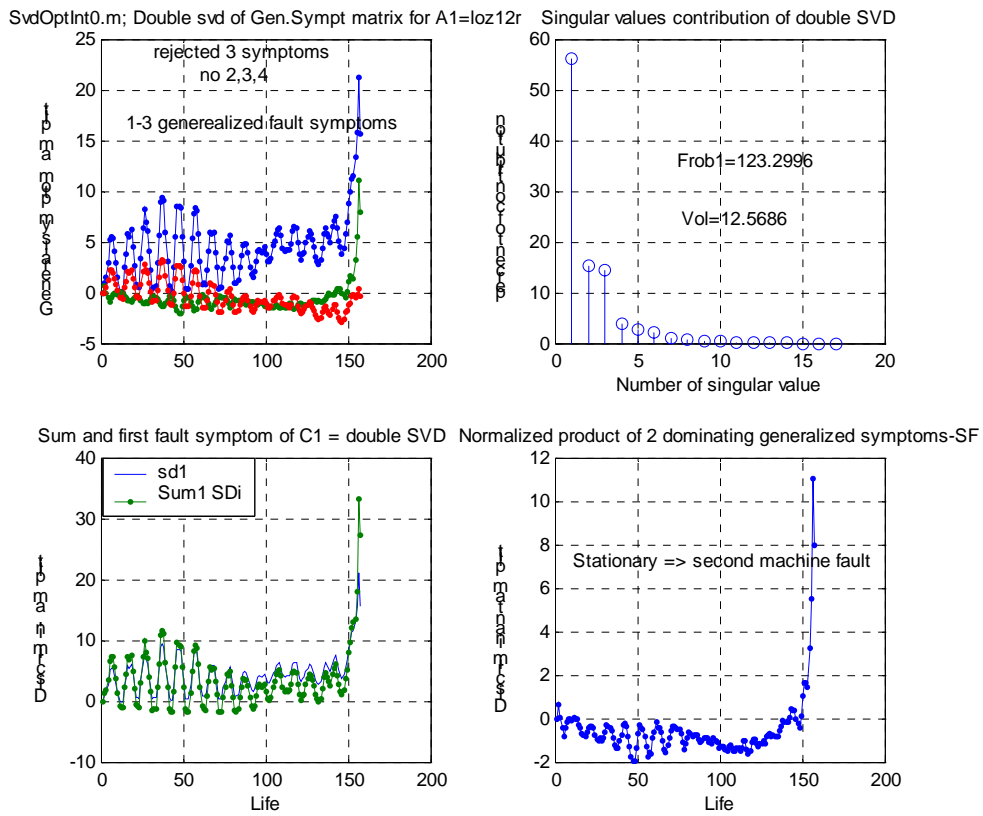 SvdOptInt0.m; Double svd of Gen.Sympt matrix for A1=loz12r
rejected 3 symptoms
no 2,3,4
1-3 generealized fault symptoms
25
20
15
10
5
0
-5
0 50 100 150 200
Singular values contribution of double SVD
Frob1=123.2996
Vol=12.5686
60
50
40
30
20
10
0
0 5 10 15 20
Number of singular value
Sum and first fault symptom of C1 = double SVD
sd1
Sum1 SDi
40
30
20
10
0
-10
0 50 100 150 200
Life
Normalized product of 2 dominating generalized symptoms-SF
Stationary => second machine fault
12
10
8
6
4
2
0
-2
0 50 100 150 200
Life